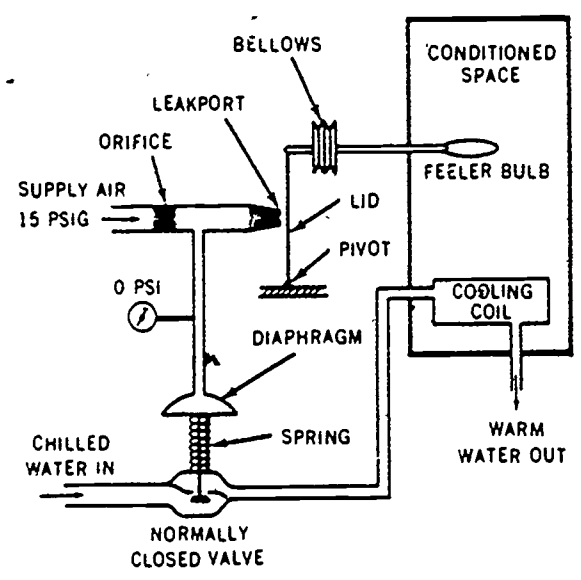 BELLOWS
CONDITIONED
SPACE
LEAKPORT
ORIFICE
FEELER BULB
SUPPLY AIR
15 PSIG
LID
PIVOT
0 PSI
COOLING
COIL
DIAPHRAGM
SPRING
CHILLED
WATER IN
WARM
WATER OUT
NORMALLY
CLOSED VALVE